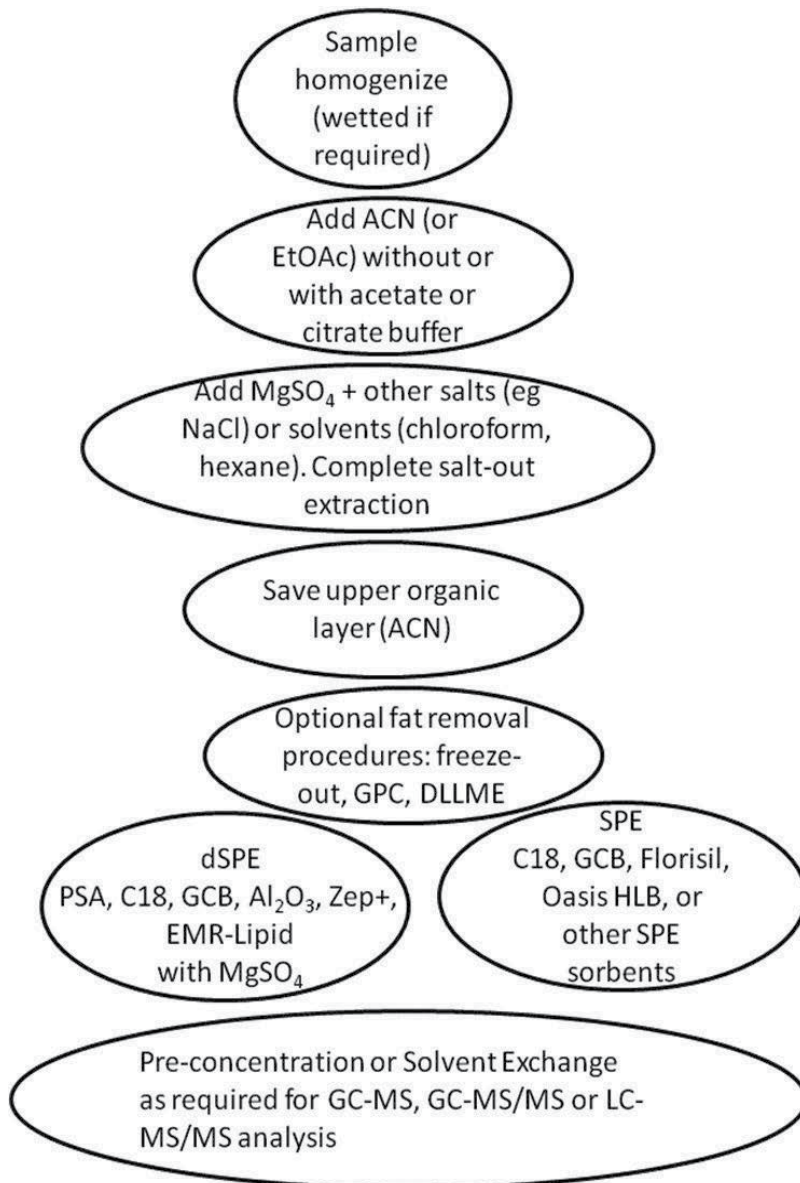 Sample
homogenize
(wetted if
required)
Add ACN (or
EtOAc) without or
with acetate or
citrate buffer
Add MgSO₄ + other salts (eg
NaCl) or solvents (chloroform,
hexane). Complete salt-out
extraction
Save upper organic
layer (ACN)
Optional fat removal
procedures: freeze-
out, GPC, DLLME
dSPE
PSA, C18, GCB, Al₂O₃, Zep+,
EMR-Lipid
with MgSO₄
SPE
C18, GCB, Florisil,
Oasis HLB, or
other SPE
sorbents
Pre-concentration or Solvent Exchange
as required for GC-MS, GC-MS/MS or LC-
MS/MS analysis